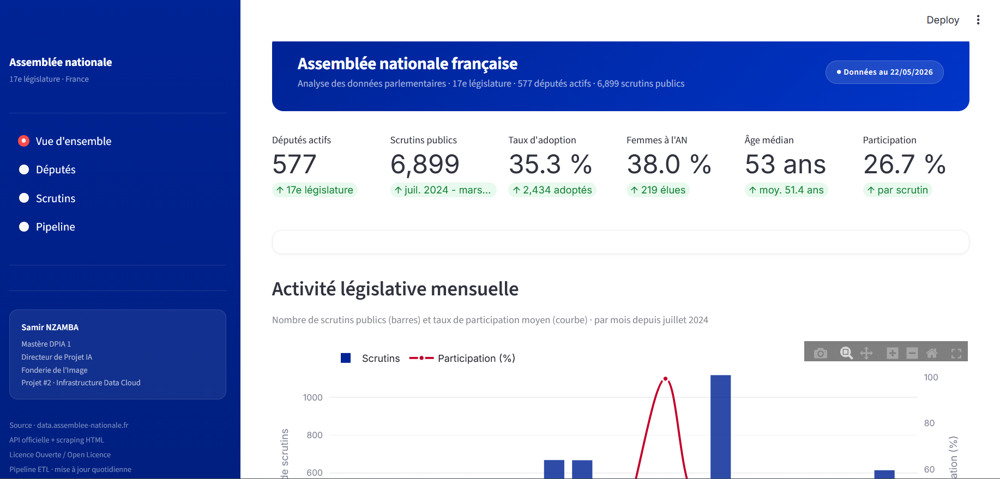 Deploy
Assemblée nationale
17e législature · France
Vue d'ensemble
Députés
Scrutins
Pipeline
Samir NZAMBA
Mastère DPIA 1
Directeur de Projet IA
Fonderie de l'Image
Projet #2 · Infrastructure Data Cloud
Source · data.assemblee-nationale.fr
API officielle + scraping HTML
Licence Ouverte / Open Licence
Pipeline ETL · mise à jour quotidienne
Assemblée nationale française
Analyse des données parlementaires · 17e législature · 577 députés actifs · 6,899 scrutins publics
Données au 22/05/2026
Députés actifs
577
↑ 17e législature
Scrutins publics
6,899
↑ juil. 2024 - mars...
Taux d'adoption
35.3 %
↑ 2,434 adoptés
Femmes à l'AN
38.0 %
↑ 219 élues
Âge médian
53 ans
↑ moy. 51.4 ans
Participation
26.7 %
↑ par scrutin
Activité législative mensuelle
Nombre de scrutins publics (barres) et taux de participation moyen (courbe) · par mois depuis juillet 2024
Scrutins
Participation (%)
1000
800
600
de scrutins
100
80
60
ation (%)